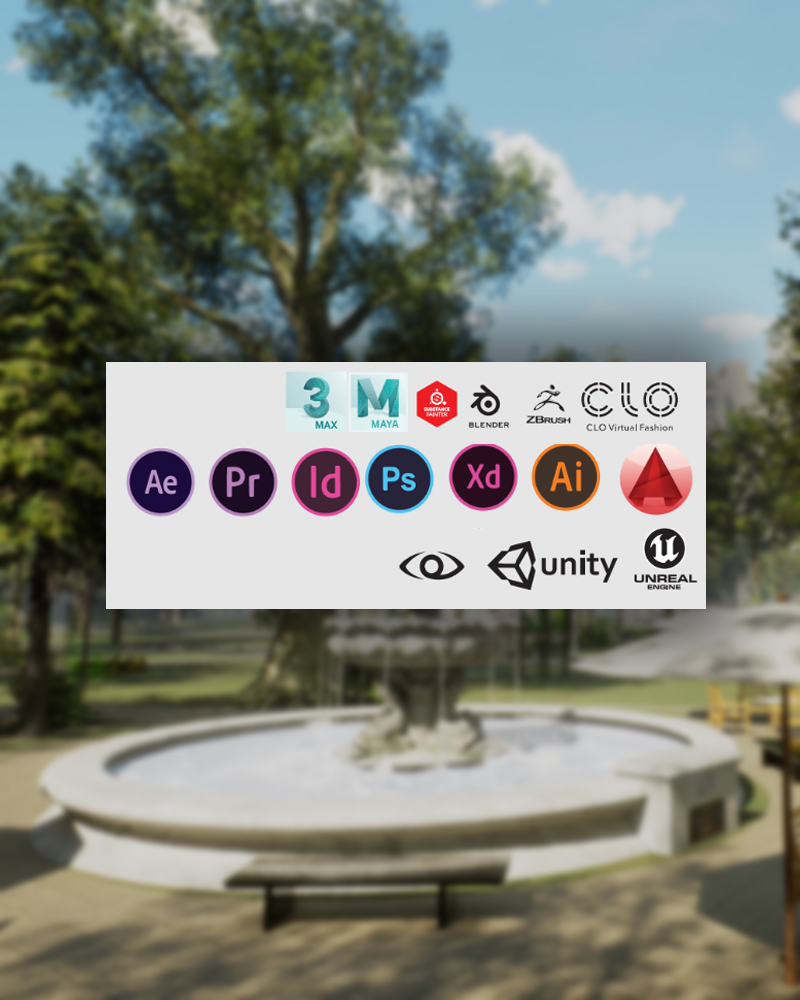 3 MAX
M MAYA
SUBSTANCE PAINTER
BLENDER
ZBRUSH
CLO
CLO Virtual Fashion
Ae Pr Id Ps Xd Ai
unity
UNREAL
ENGINE